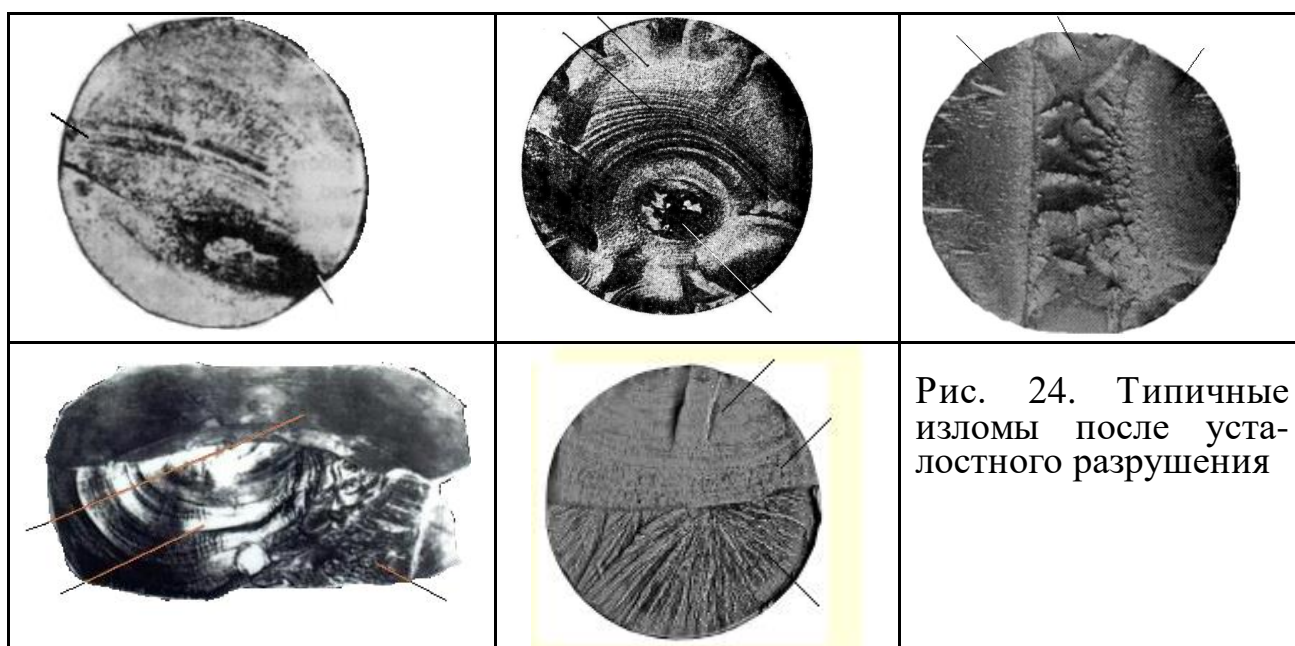 Рис. 24. Типичные
изломы после уста-
лостного разрушения